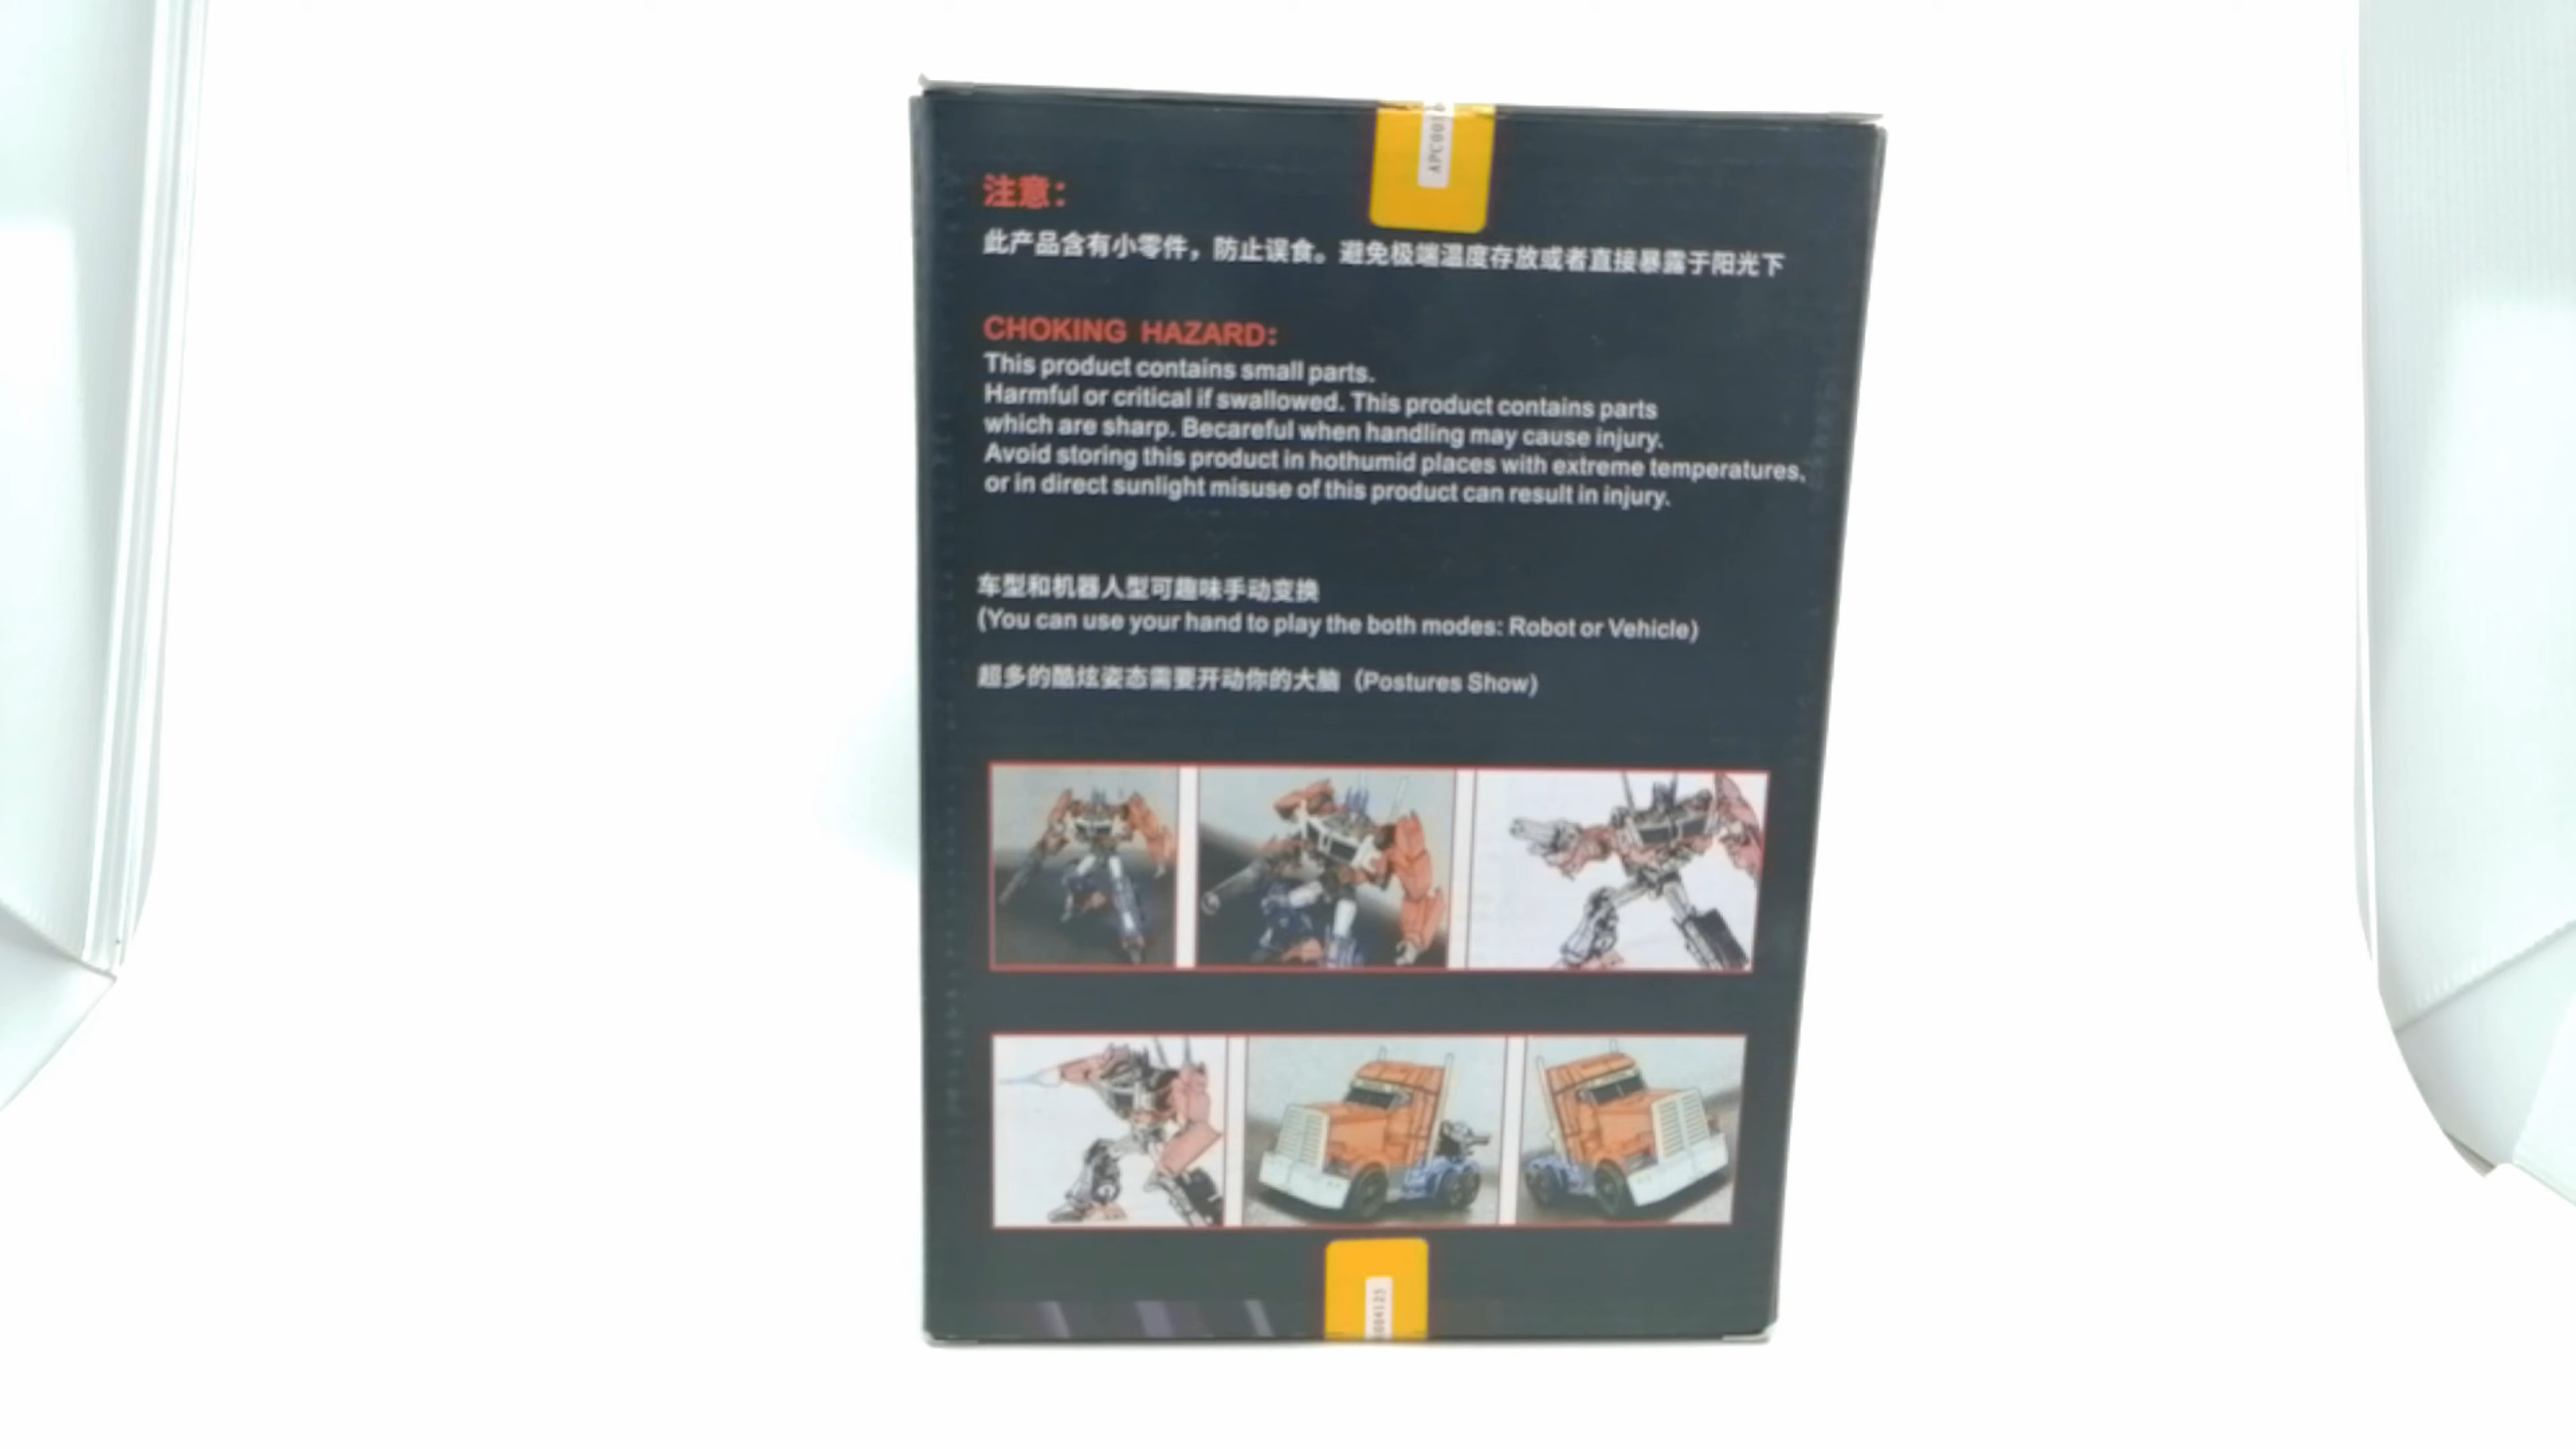 APC00
注意：
此产品含有小零件，防止误食。避免极端温度存放或者直接暴露于阳光下
CHOKING HAZARD:
This product contains small parts.
Harmful or critical if swallowed. This product contains parts
which are sharp. Becareful when handling may cause injury.
Avoid storing this product in hothumid places with extreme temperatures,
or in direct sunlight misuse of this product can result in injury.
车型和机器人型可趣味手动变换
(You can use your hand to play the both modes: Robot or Vehicle)
超多的酷炫姿态需要开动你的大脑（Postures Show）
004125